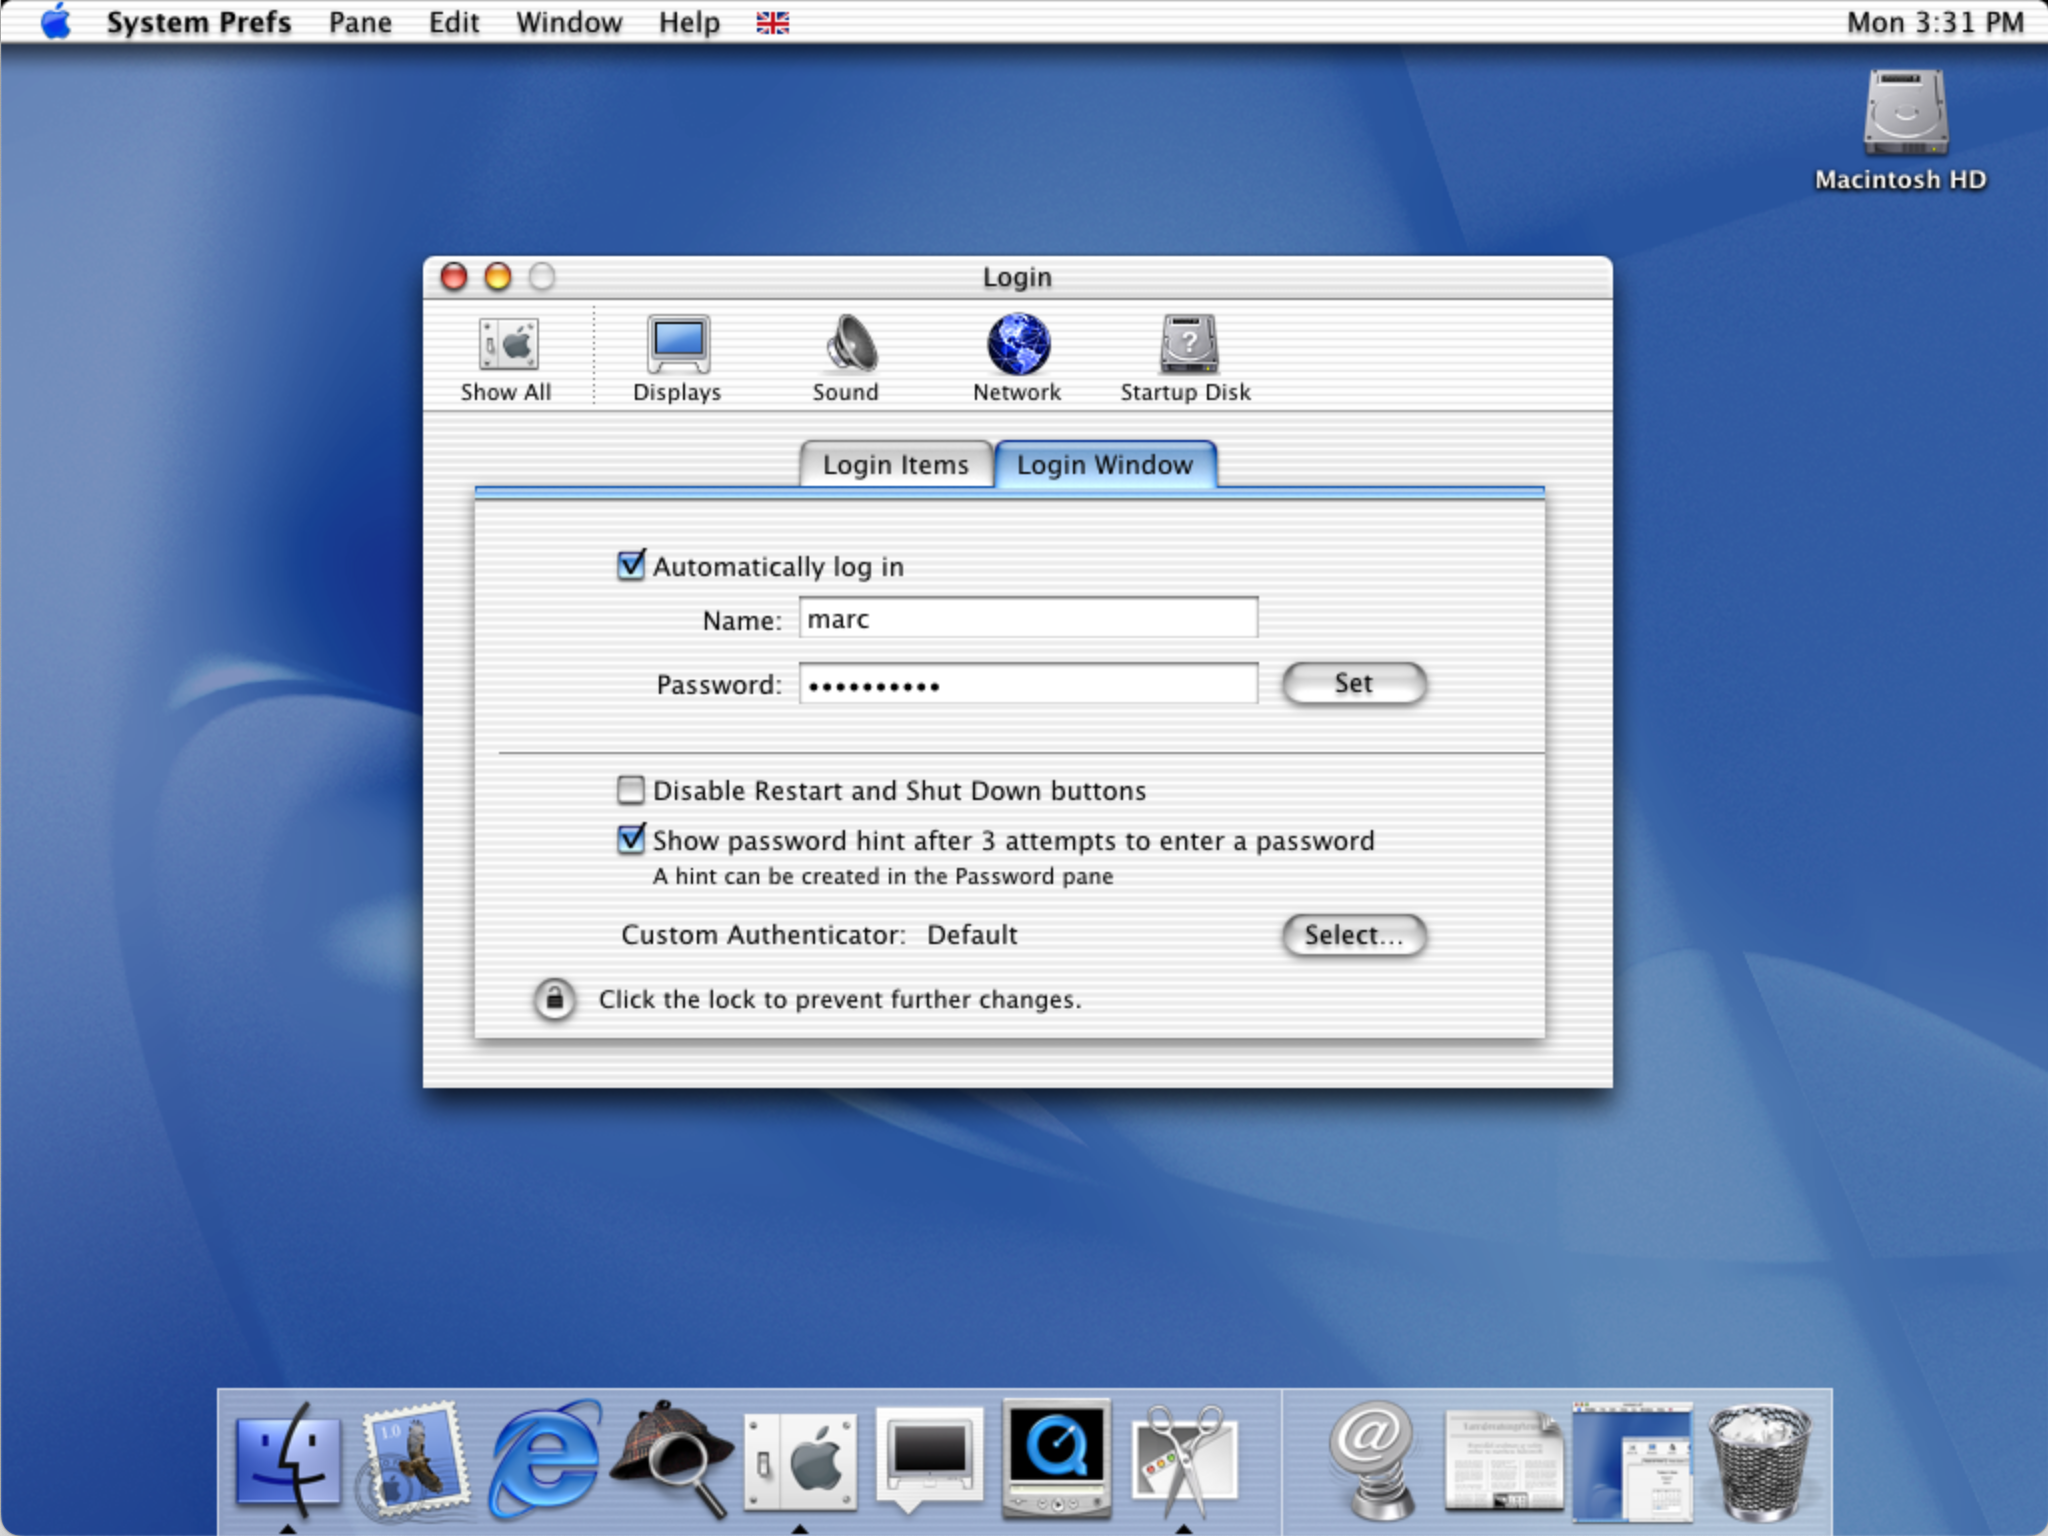 System Prefs Pane Edit Window Help Mon 3:31 PM
Macintosh HD
Login
Show All Displays Sound Network Startup Disk
Login Items Login Window
Automatically log in
Name: marc
Password: •••••••••• Set
Disable Restart and Shut Down buttons
Show password hint after 3 attempts to enter a password
A hint can be created in the Password pane
Custom Authenticator: Default Select...
Click the lock to prevent further changes.
1.0
@